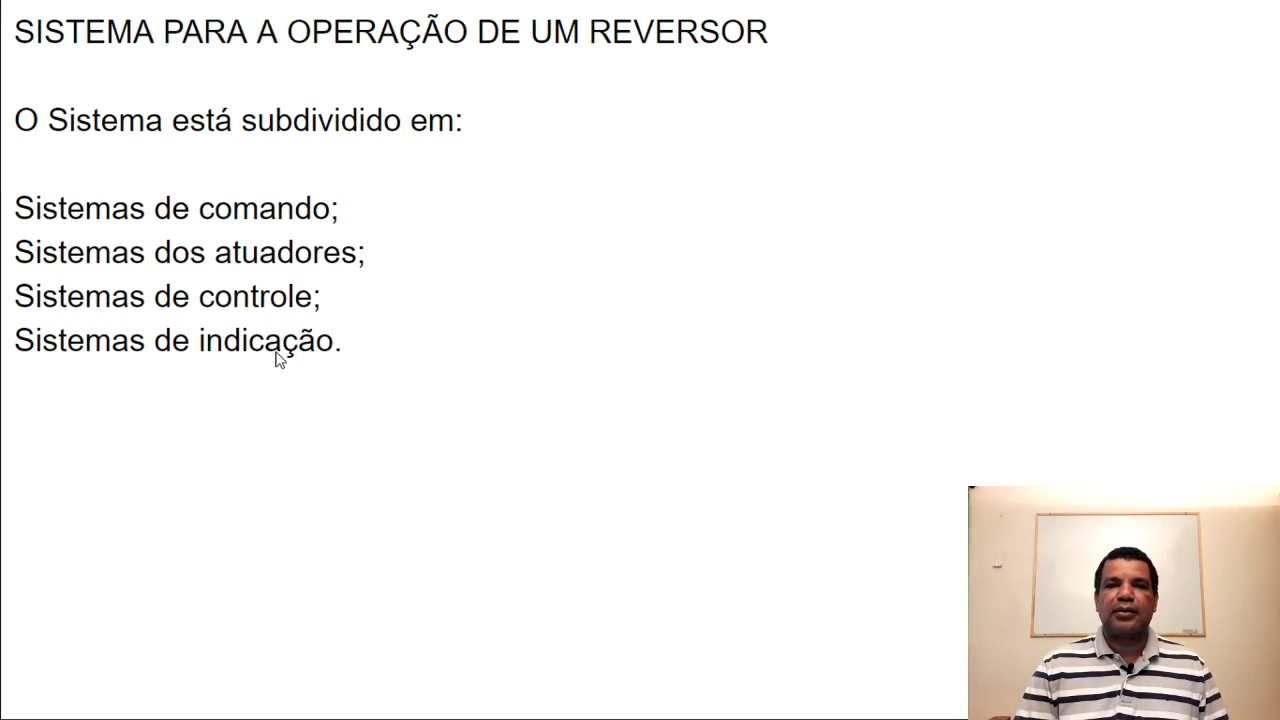 SISTEMA PARA A OPERAÇÃO DE UM REVERSOR
O Sistema está subdividido em:
Sistemas de comando;
Sistemas dos atuadores;
Sistemas de controle;
Sistemas de indicação.